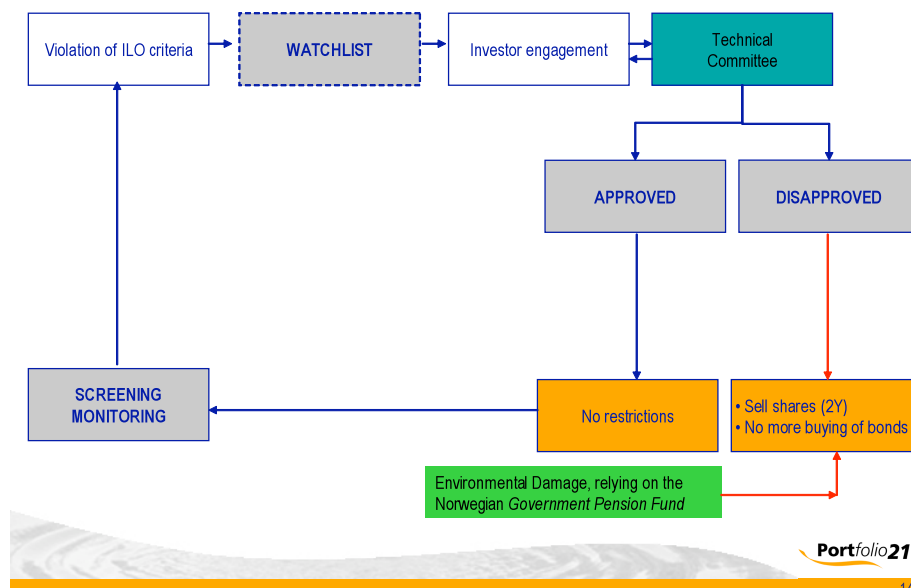 Violation of ILO criteria
WATCHLIST
Investor engagement
Technical
Committee
APPROVED
DISAPPROVED
SCREENING
MONITORING
No restrictions
• Sell shares (2Y)
• No more buying of bonds
Environmental Damage, relying on the
Norwegian Government Pension Fund
Portfolio21